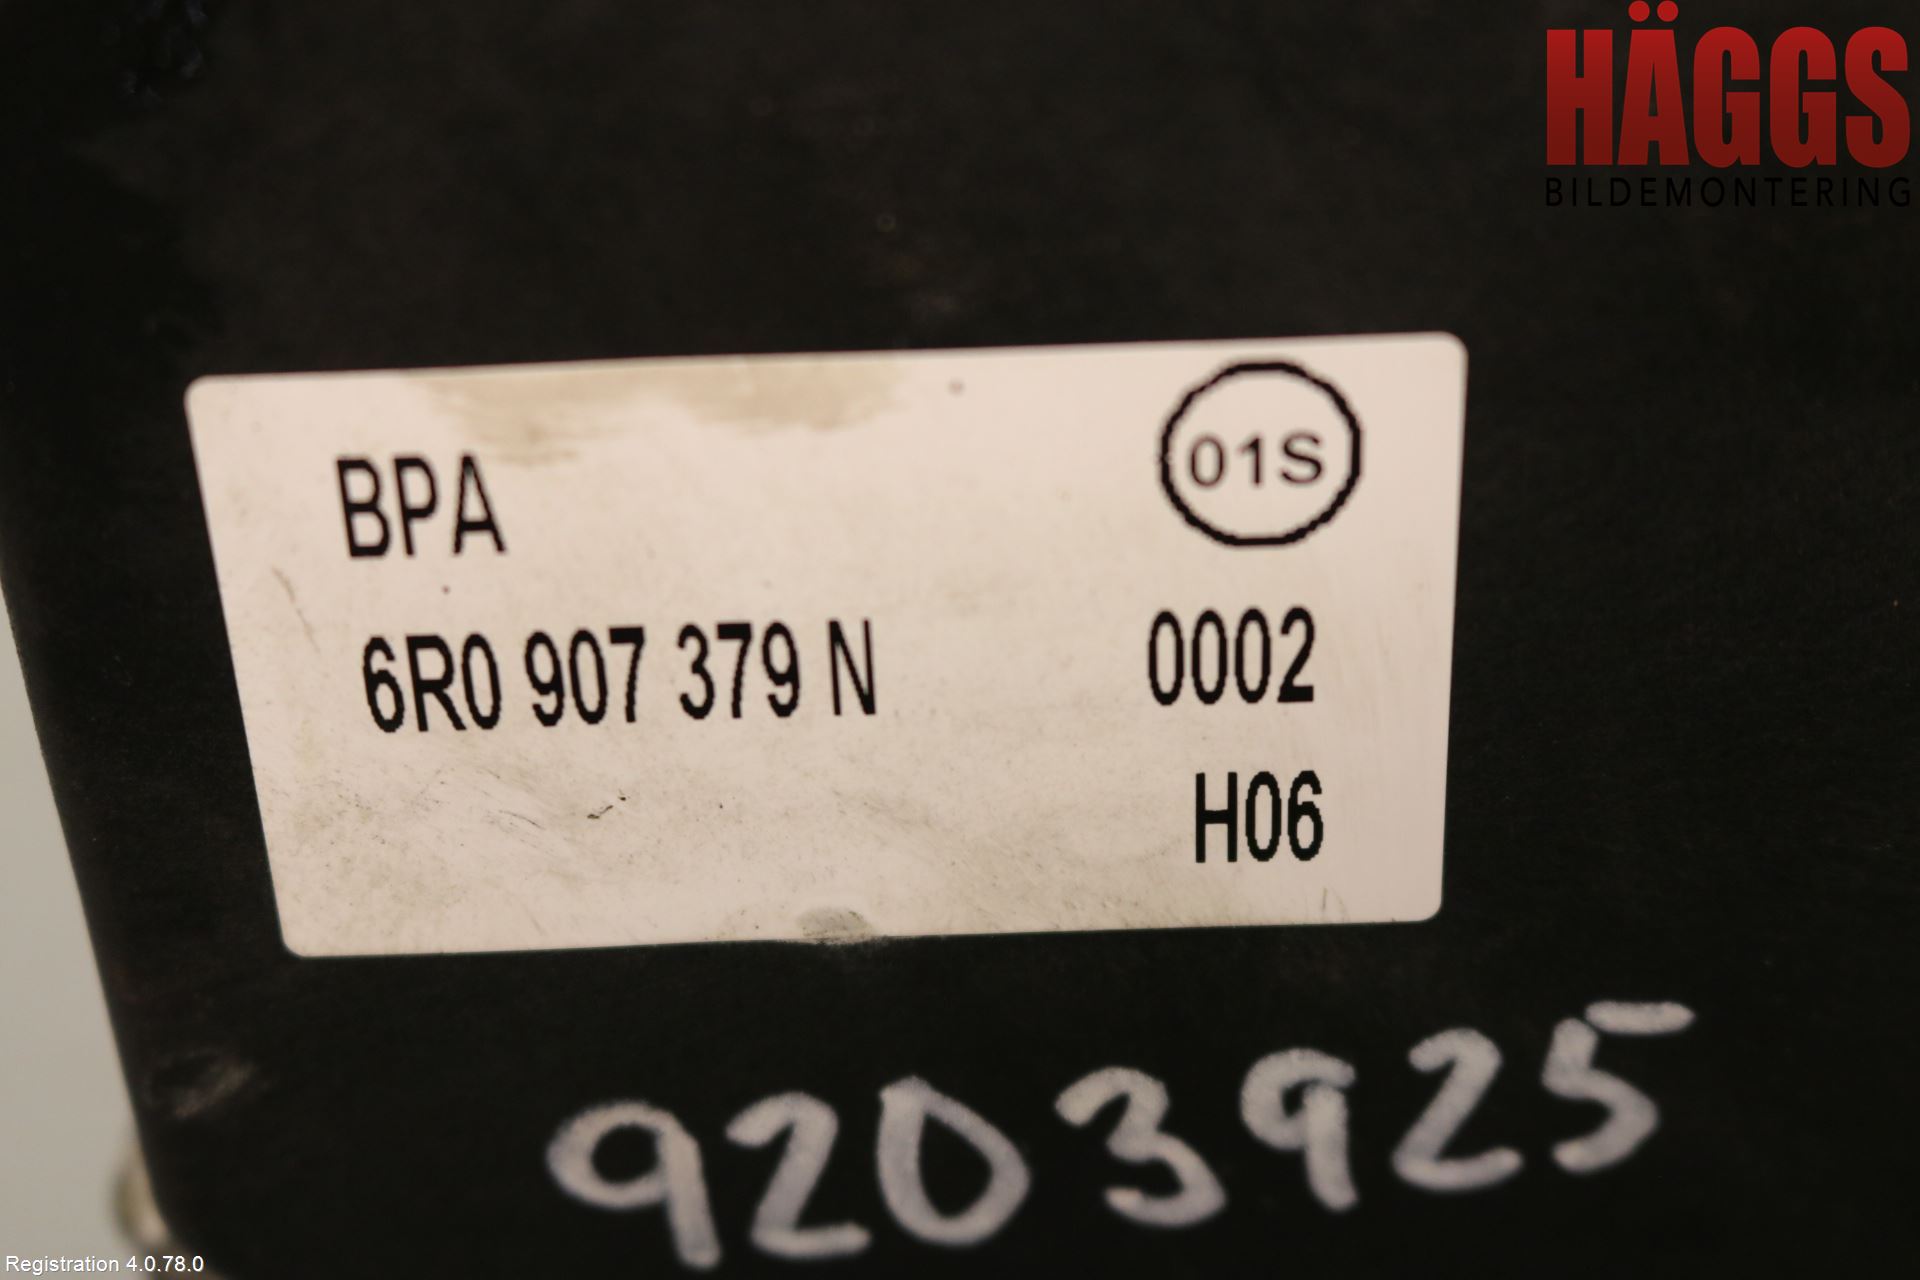 HÄGGS
BILDEMONTERING
01S
BPA
6R0 907 379 N 0002
H06
9203925
Registration 4.0.78.0